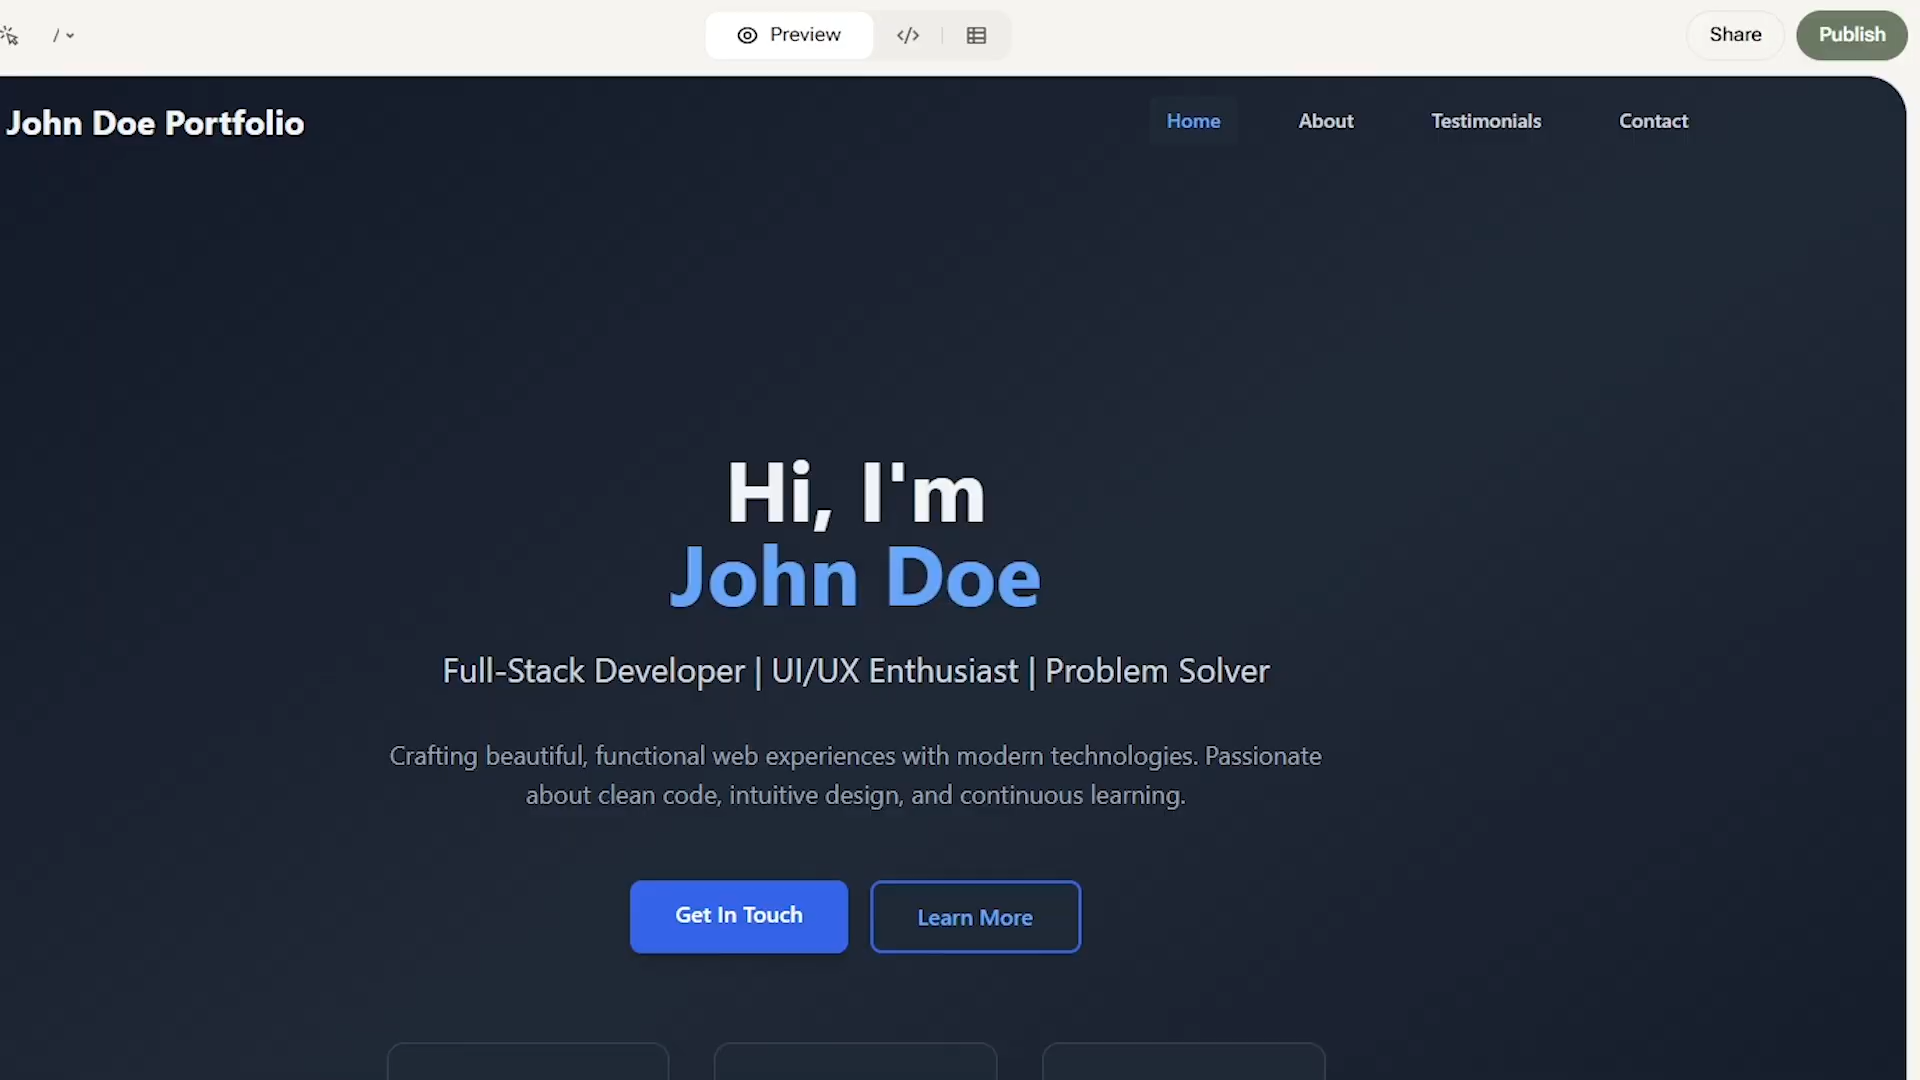 /
Preview
</>
Share
Publish
John Doe Portfolio
Home
About
Testimonials
Contact
Hi, I'm
John Doe
Full-Stack Developer | UI/UX Enthusiast | Problem Solver
Crafting beautiful, functional web experiences with modern technologies. Passionate
about clean code, intuitive design, and continuous learning.
Get In Touch
Learn More